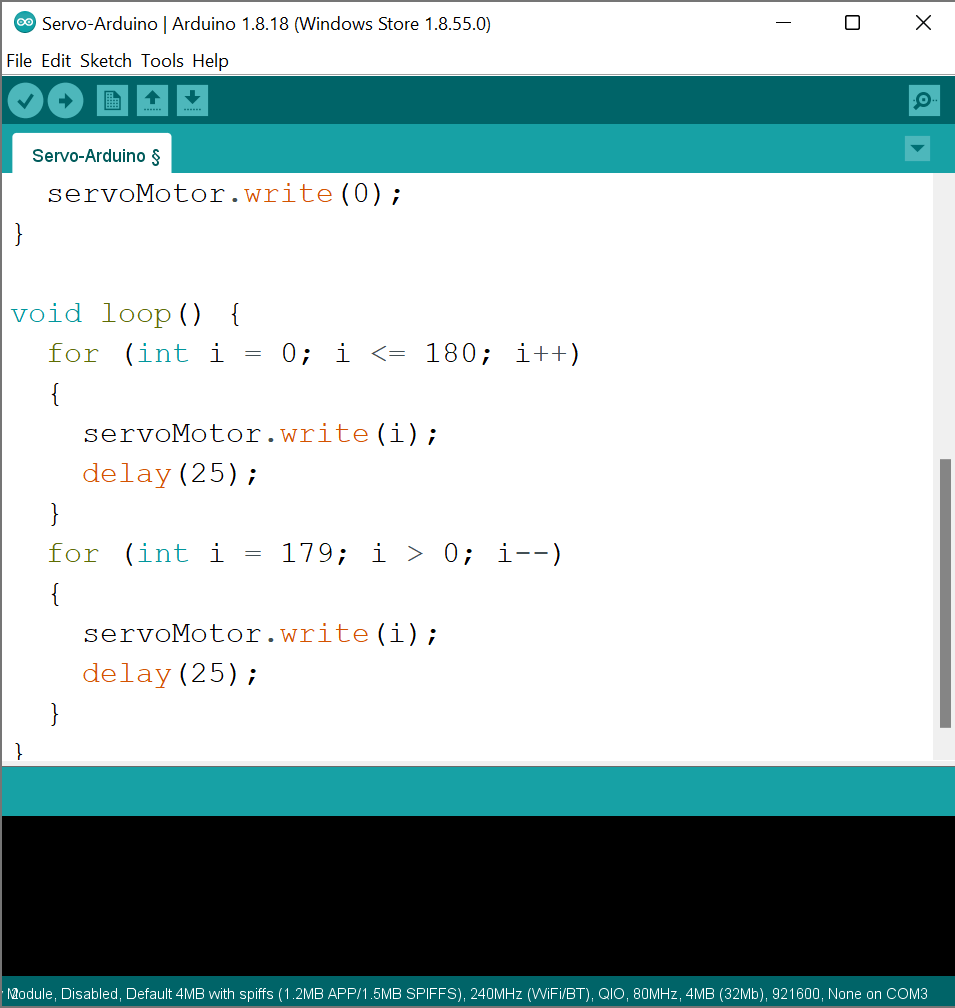 Servo-Arduino | Arduino 1.8.18 (Windows Store 1.8.55.0)
File Edit Sketch Tools Help
Servo-Arduino §
  servoMotor.write(0);
}
void loop() {
  for (int i = 0; i <= 180; i++)
  {
    servoMotor.write(i);
    delay(25);
  }
  for (int i = 179; i > 0; i--)
  {
    servoMotor.write(i);
    delay(25);
  }
}
Module, Disabled, Default 4MB with spiffs (1.2MB APP/1.5MB SPIFFS), 240MHz (WiFi/BT), QIO, 80MHz, 4MB (32Mb), 921600, None on COM3